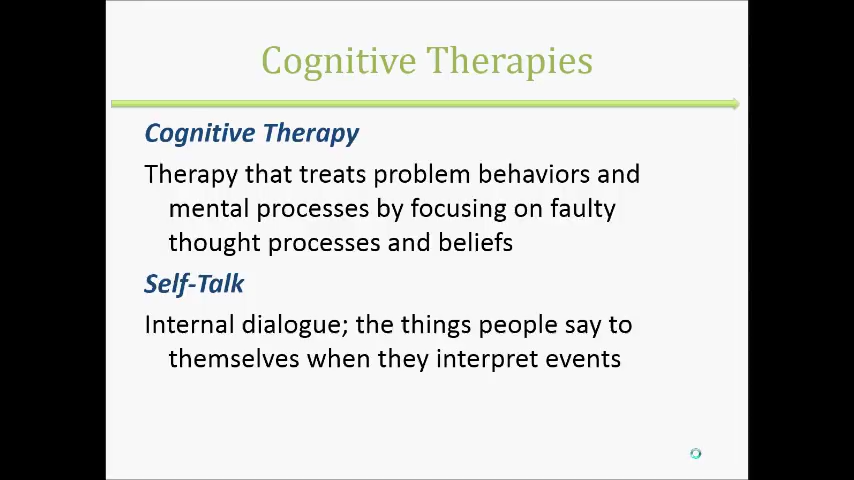 Cognitive Therapies
Cognitive Therapy
Therapy that treats problem behaviors and
mental processes by focusing on faulty
thought processes and beliefs
Self-Talk
Internal dialogue; the things people say to
themselves when they interpret events